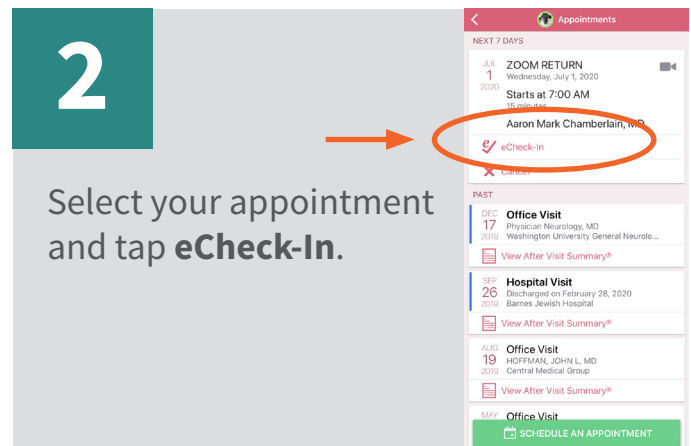 2
Select your appointment
and tap eCheck-In.
Appointments
NEXT 7 DAYS
JUL
1
2020
ZOOM RETURN
Wednesday, July 1, 2020
Starts at 7:00 AM
15 minutes
Aaron Mark Chamberlain, MD
eCheck-In
Cancel
PAST
DEC
17
2019
Office Visit
Physician Neurology, MD
Washington University General Neurolo...
View After Visit Summary®
SEP
26
2019
Hospital Visit
Discharged on February 28, 2020
Barnes Jewish Hospital
View After Visit Summary®
AUG
19
2019
Office Visit
HOFFMAN, JOHN L, MD
Central Medical Group
View After Visit Summary®
MAY
Office Visit
SCHEDULE AN APPOINTMENT